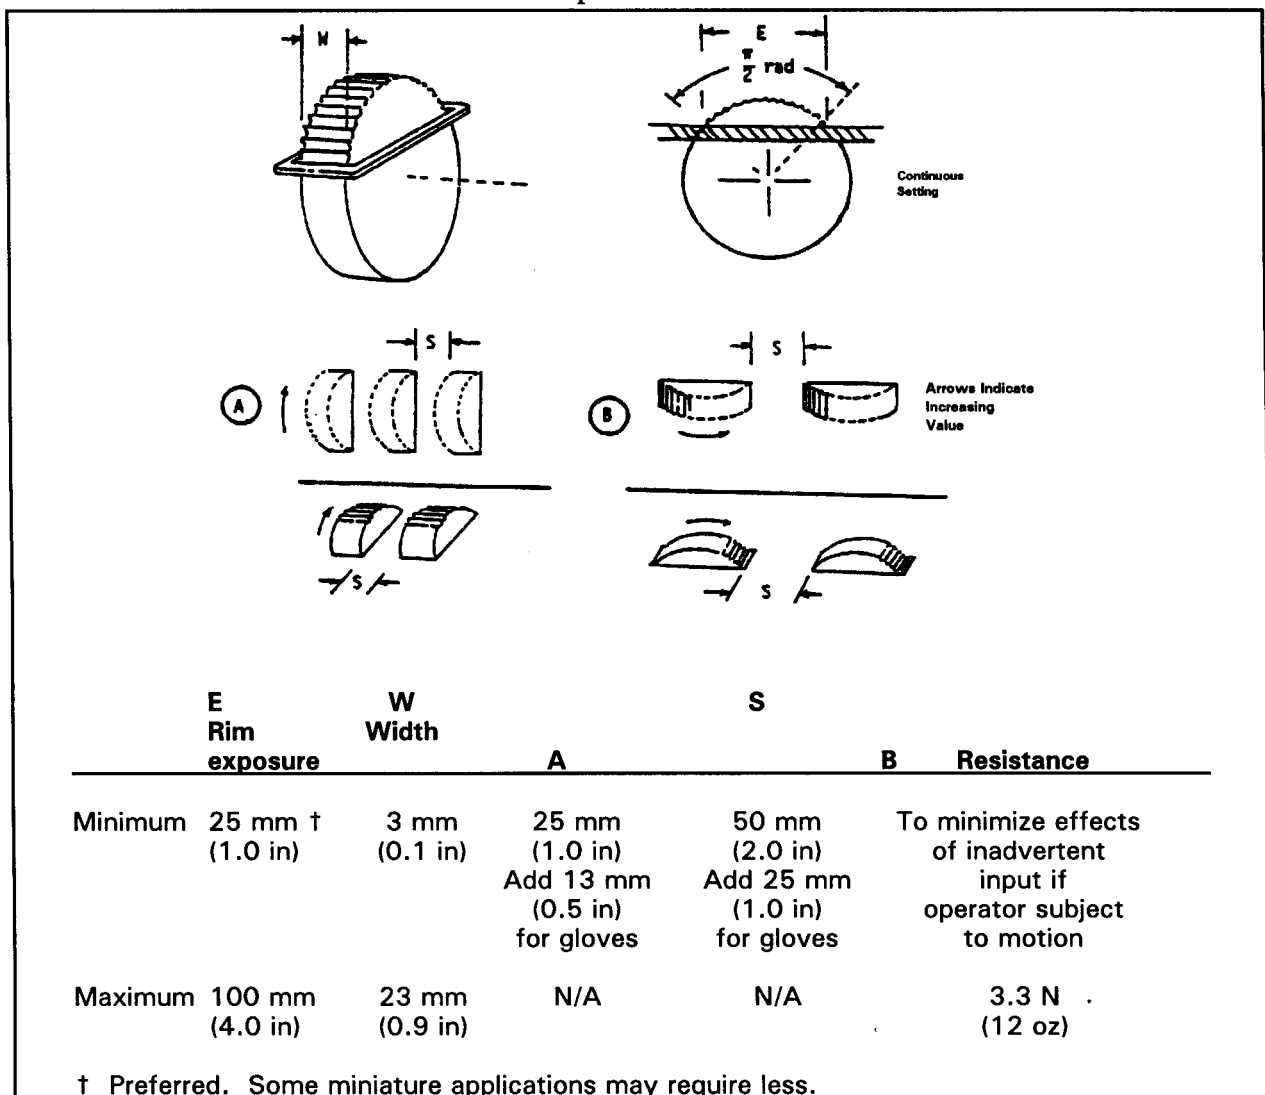 W
E
π/2 rad
Continuous
Setting
S
S
A
B
Arrows Indicate
Increasing
Value
S
S
E W S
Rim Width
exposure A B Resistance
Minimum 25 mm † 3 mm 25 mm 50 mm To minimize effects
(1.0 in) (0.1 in) (1.0 in) (2.0 in) of inadvertent
Add 13 mm Add 25 mm input if
(0.5 in) (1.0 in) operator subject
for gloves for gloves to motion
Maximum 100 mm 23 mm N/A N/A 3.3 N
(4.0 in) (0.9 in) (12 oz)
† Preferred. Some miniature applications may require less.